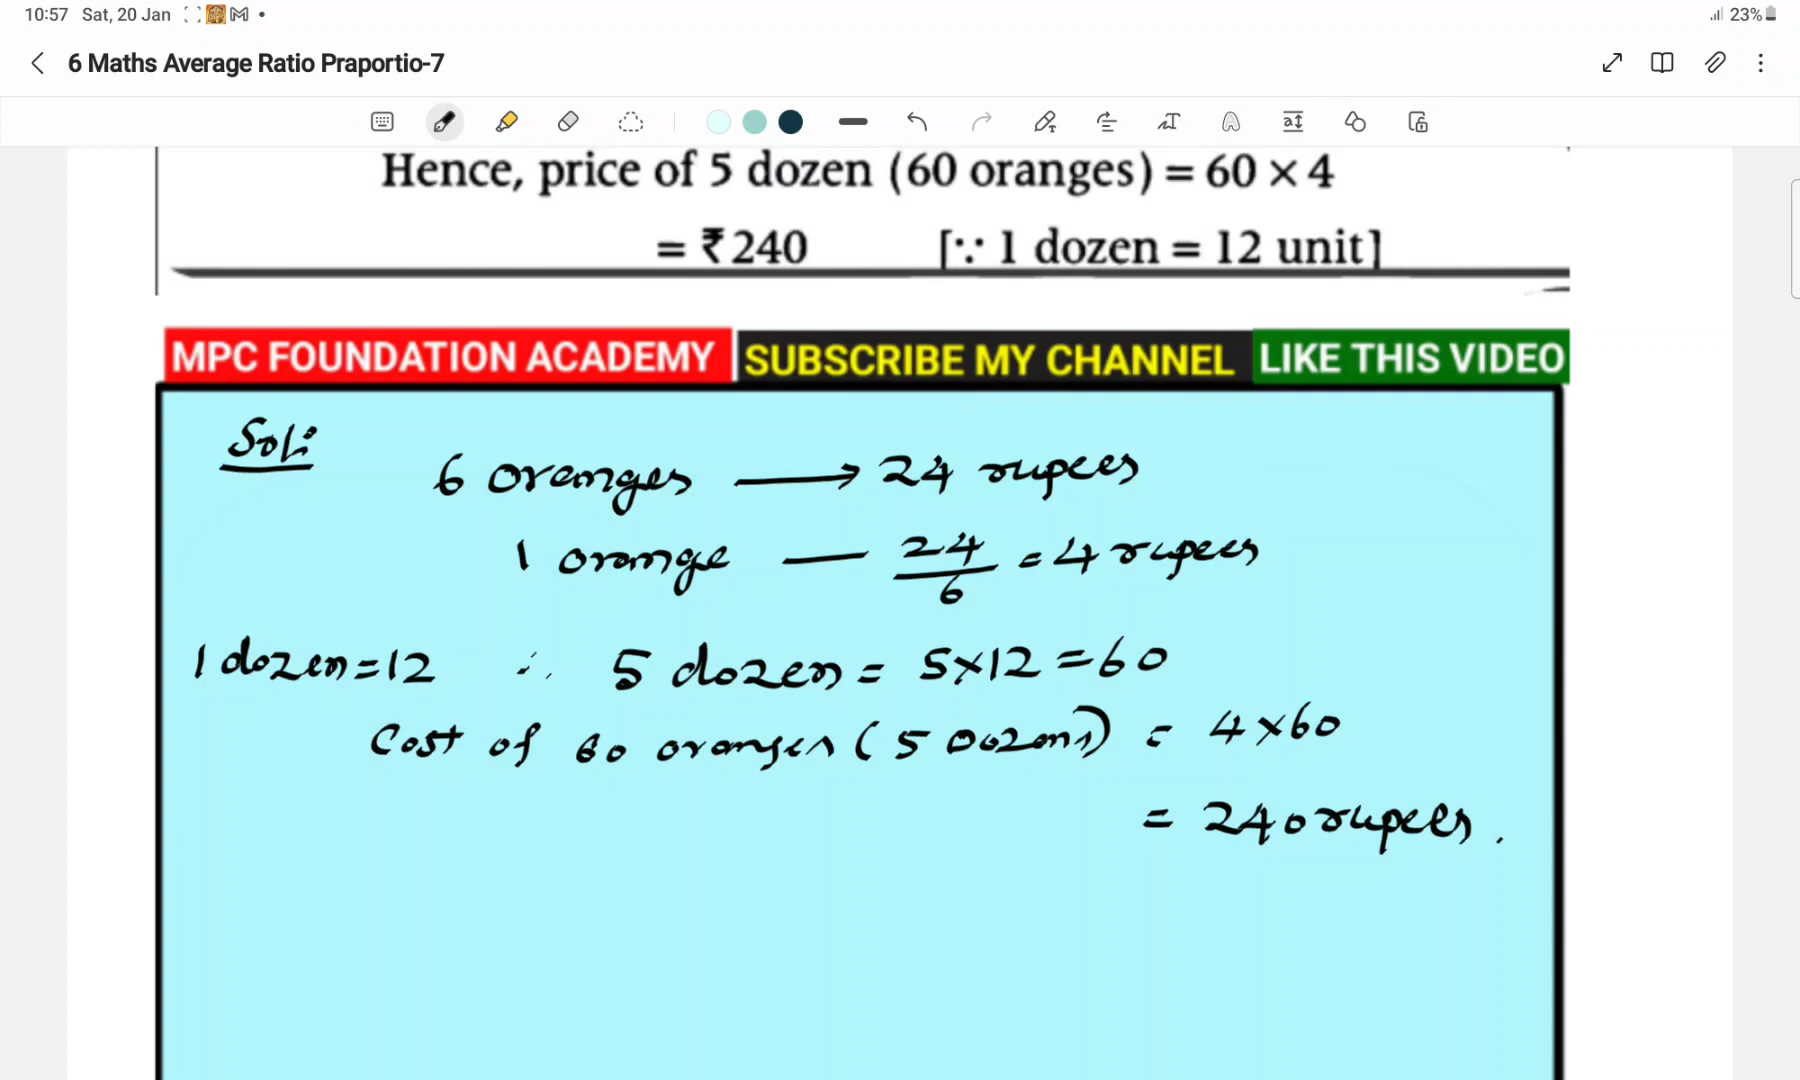 10:57 Sat, 20 Jan 23%
6 Maths Average Ratio Praportio-7
Hence, price of 5 dozen (60 oranges) = 60 × 4
= ₹240 [∵ 1 dozen = 12 unit]
MPC FOUNDATION ACADEMY SUBSCRIBE MY CHANNEL LIKE THIS VIDEO
Sol:
6 oranges ⟶ 24 rupees
1 orange — 24/6 = 4 rupees
1 dozen = 12 ∴ 5 dozen = 5×12 = 60
Cost of 60 oranges (5 Dozens) = 4×60
= 240 rupees.